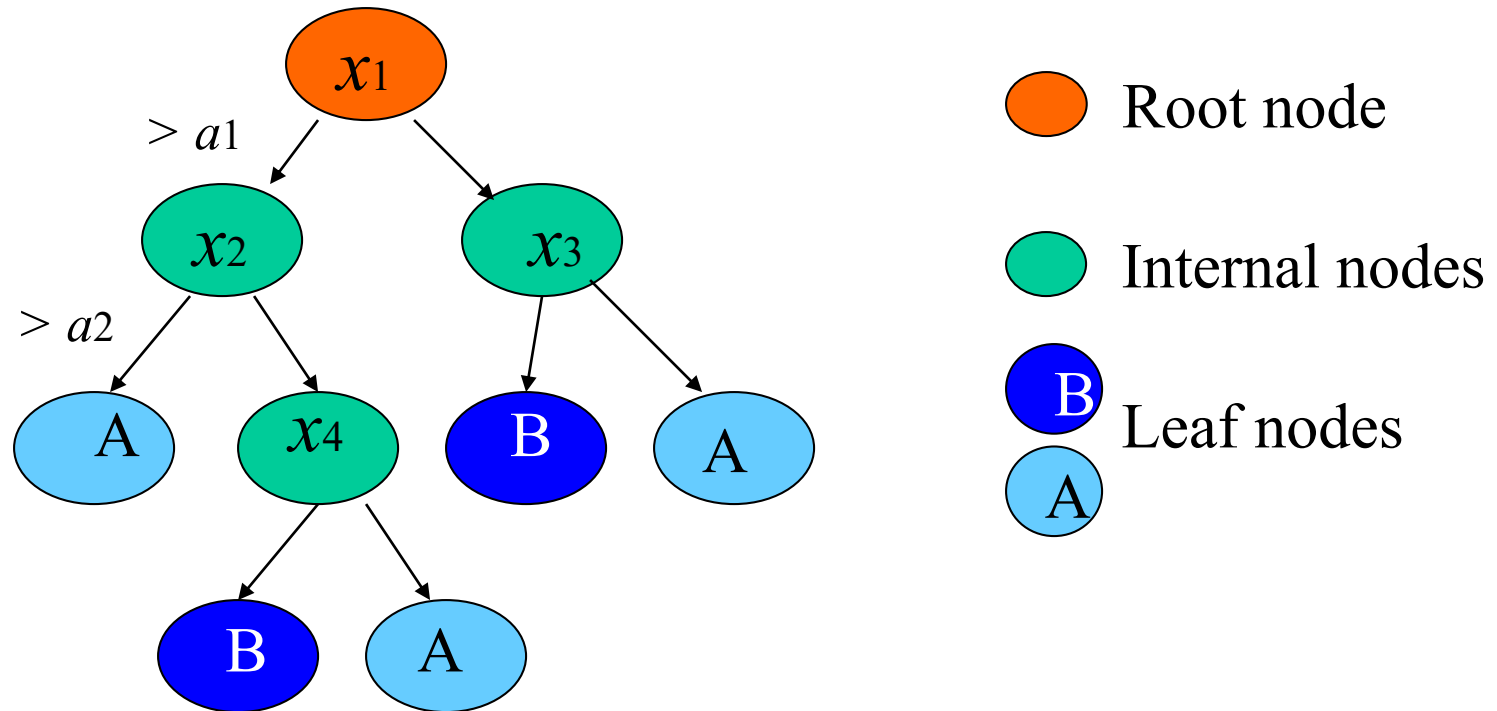 x1
> a1
x2
x3
> a2
A
x4
B
A
B
A
Root node
Internal nodes
B
Leaf nodes
A